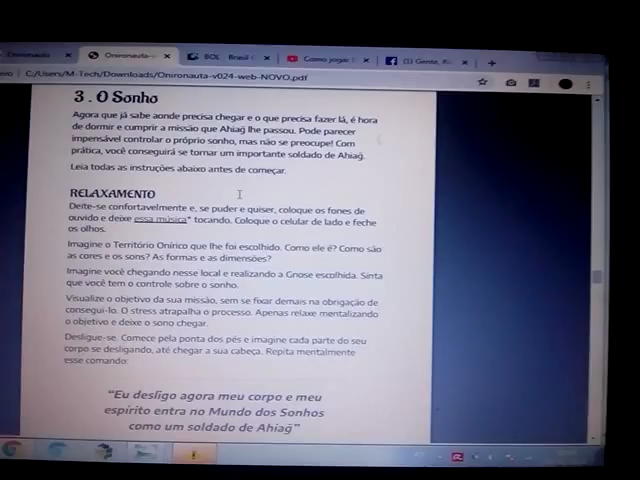 Onironauta
Onironauta-
BOL - Brasil
Como jogar
(1) Gente,
C:/Users/M-Tech/Downloads/Onironauta-v024-web-NOVO.pdf
3 . O Sonho
Agora que já sabe aonde precisa chegar e o que precisa fazer lá, é hora
de dormir e cumprir a missão que Ahiag̃ lhe passou. Pode parecer
impensável controlar o próprio sonho, mas não se preocupe! Com
prática, você conseguirá se tornar um importante soldado de Ahiag̃.
Leia todas as instruções abaixo antes de começar.
RELAXAMENTO
Deite-se confortavelmente e, se puder e quiser, coloque os fones de
ouvido e deixe essa música* tocando. Coloque o celular de lado e feche
os olhos.
Imagine o Território Onírico que lhe foi escolhido. Como ele é? Como são
as cores e os sons? As formas e as dimensões?
Imagine você chegando nesse local e realizando a Gnose escolhida. Sinta
que você tem o controle sobre o sonho.
Visualize o objetivo da sua missão, sem se fixar demais na obrigação de
consegui-lo. O stress atrapalha o processo. Apenas relaxe mentalizando
o objetivo e deixe o sono chegar.
Desligue-se. Comece pela ponta dos pés e imagine cada parte do seu
corpo se desligando, até chegar a sua cabeça. Repita mentalmente
esse comando:
"Eu desligo agora meu corpo e meu
espírito entra no Mundo dos Sonhos
como um soldado de Ahiag̃"